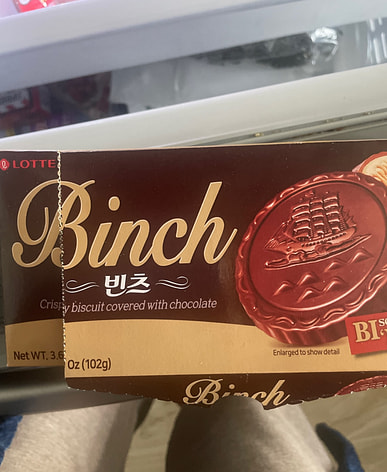 LOTTE
Binch
빈츠
Crispy biscuit covered with chocolate
Net WT. 3.6 Oz (102g)
Enlarged to show detail
BI
Binch